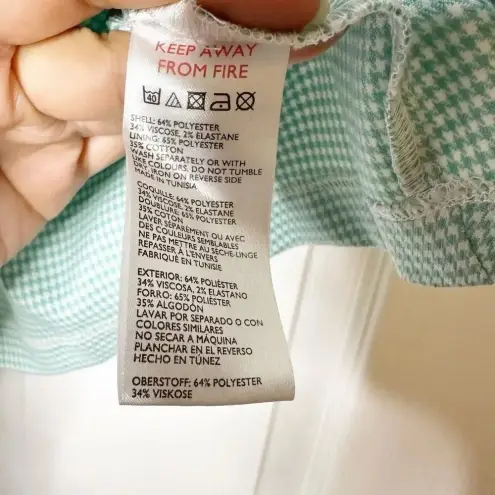 KEEP AWAY
FROM FIRE
40
SHELL: 64% POLYESTER
34% VISCOSE, 2% ELASTANE
LINING: 65% POLYESTER
35% COTTON
WASH SEPARATELY OR WITH
LIKE COLOURS, DO NOT TUMBLE
DRY, IRON ON REVERSE SIDE
MADE IN TUNISIA
COQUILLE: 64% POLYESTER
34% VISCOSE, 2% ELASTANE
DOUBLURE: 65% POLYESTER
35% COTON
LAVER SÉPARÉMENT OU AVEC
DES COULEURS SEMBLABLES
NE PAS METTRE AU SÈCHE-LINGE
REPASSER À L'ENVERS
FABRIQUÉ EN TUNISIE
EXTERIOR: 64% POLIÉSTER
34% VISCOSA, 2% ELASTANO
FORRO: 65% POLIÉSTER
35% ALGODÓN
LAVAR POR SEPARADO O CON
COLORES SIMILARES
NO SECAR A MÁQUINA
PLANCHAR EN EL REVERSO
HECHO EN TÚNEZ
OBERSTOFF: 64% POLYESTER
34% VISKOSE